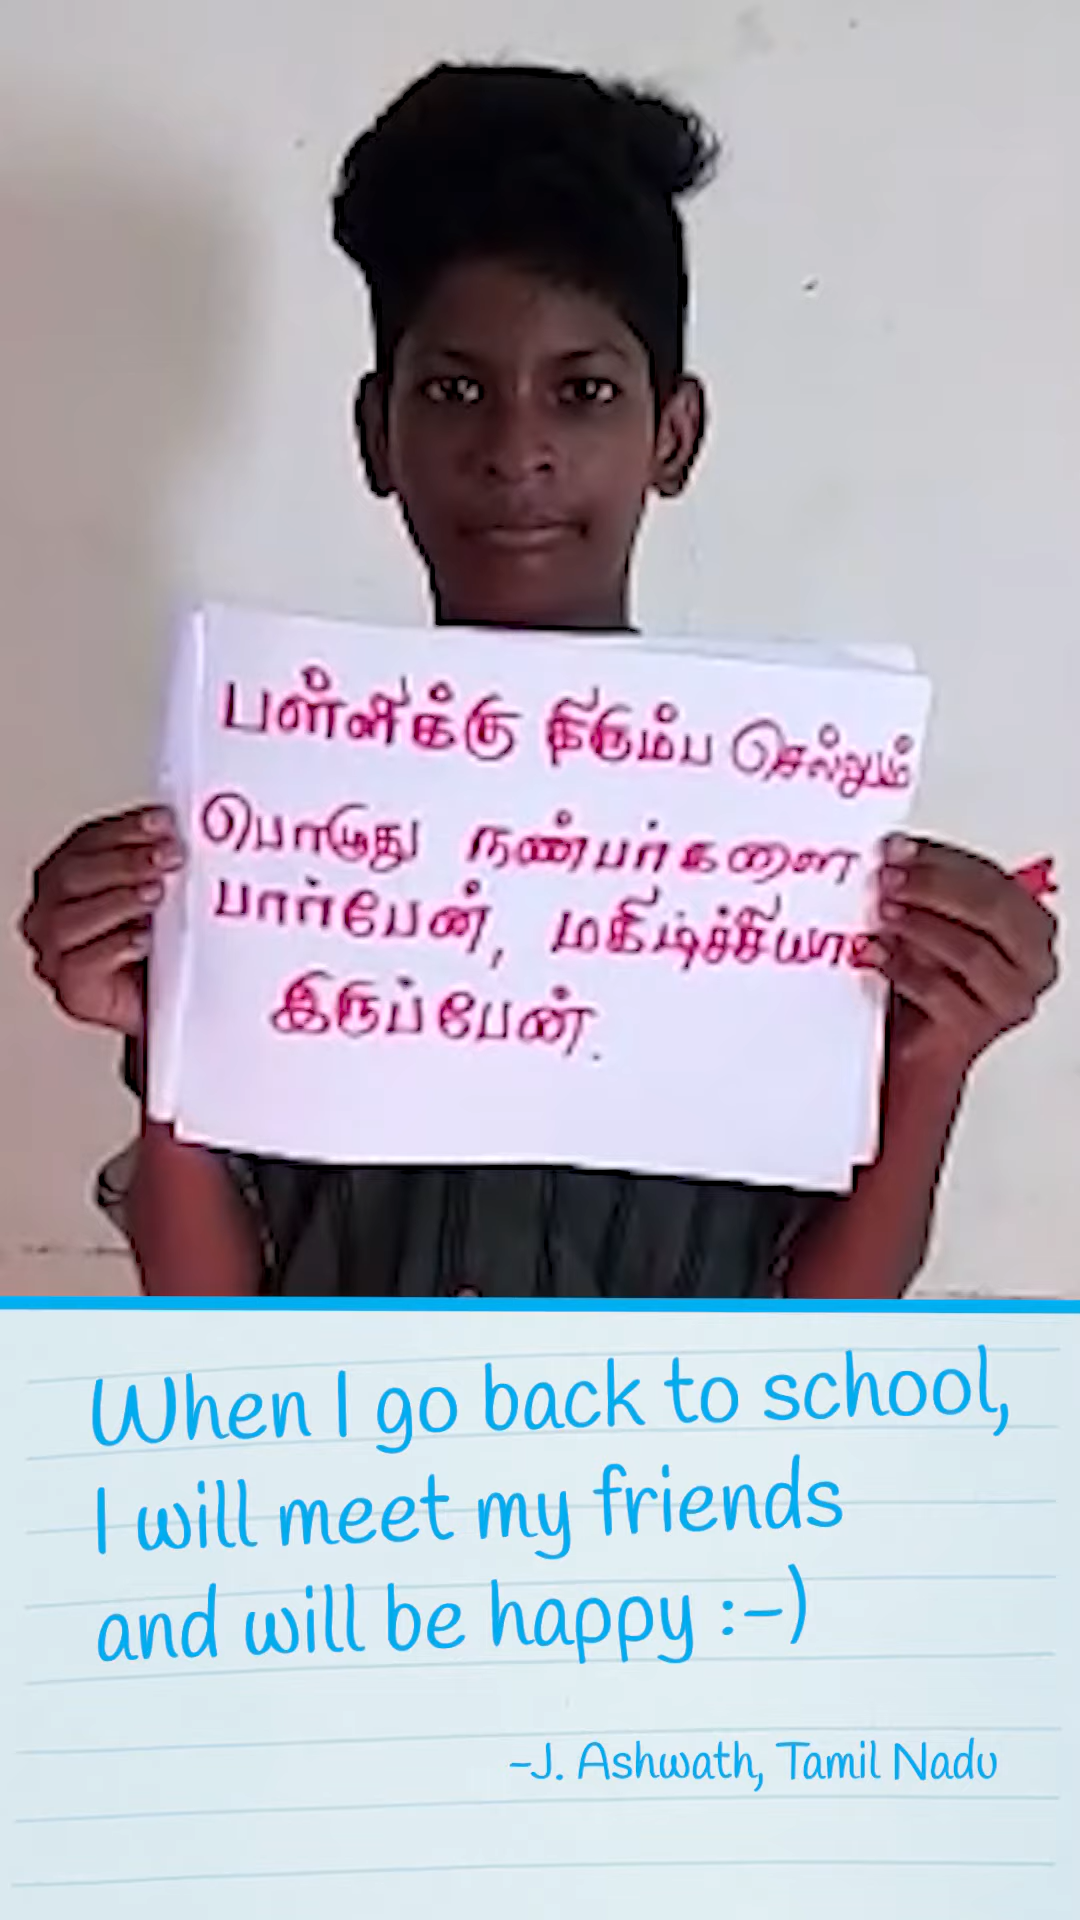 பள்ளிக்கு திரும்ப செல்லும்
பொழுது நண்பர்களை
பார்பேன், மகிழ்ச்சியாக
இருப்பேன்.
When I go back to school,
I will meet my friends
and will be happy :-)
-J. Ashwath, Tamil Nadu